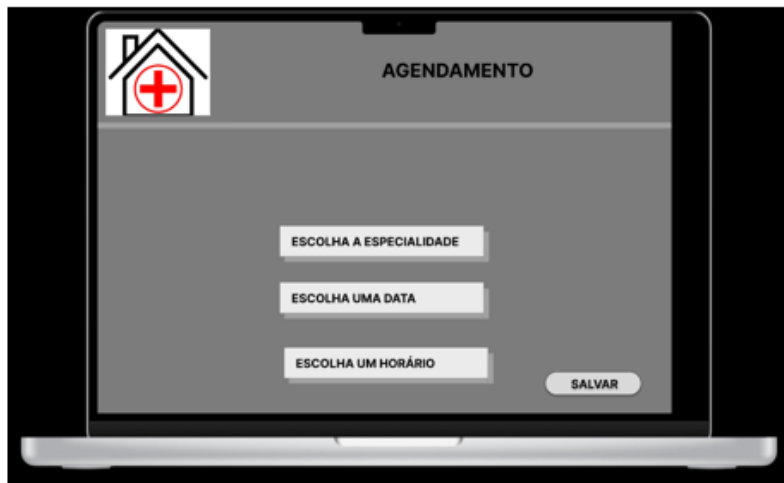 AGENDAMENTO
ESCOLHA A ESPECIALIDADE
ESCOLHA UMA DATA
ESCOLHA UM HORÁRIO
SALVAR